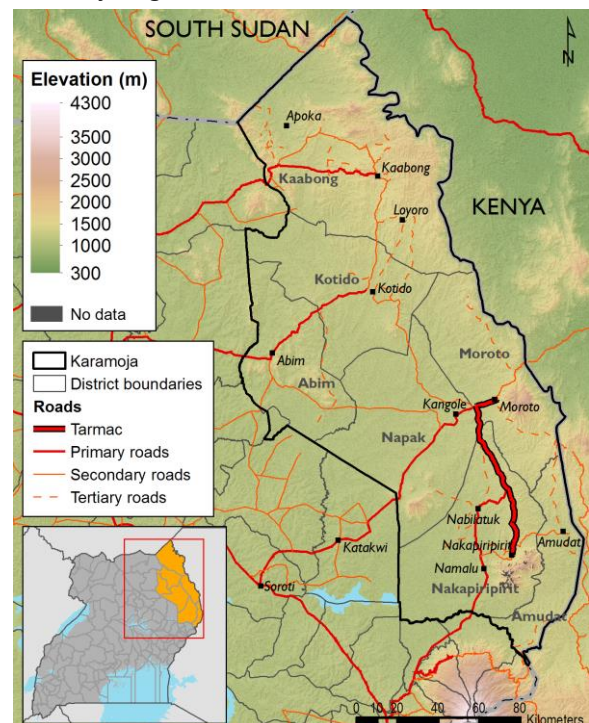 SOUTH SUDAN
N
Elevation (m)
4300
3500
3000
2500
2000
1500
1000
300
No data
Karamoja
District boundaries
Roads
Tarmac
Primary roads
Secondary roads
Tertiary roads
Apoka
Kaabong
Kaabong
Loyoro
KENYA
Kotido
Kotido
Abim
Abim
Moroto
Moroto
Kangole
Napak
Nabilatuk
Nakapiripirit
Amudat
Katakwi
Namalu
Soroti
Nakapiripirit
Amudat
0 10 20 40 60 80
Kilometers